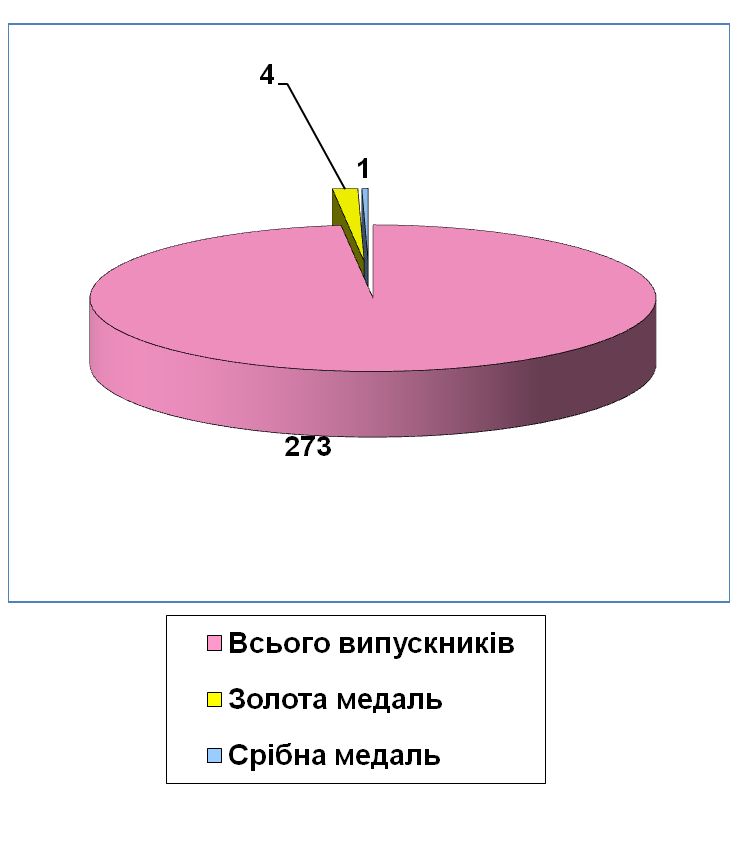 4
1
273
Всього випускників
Золота медаль
Срібна медаль